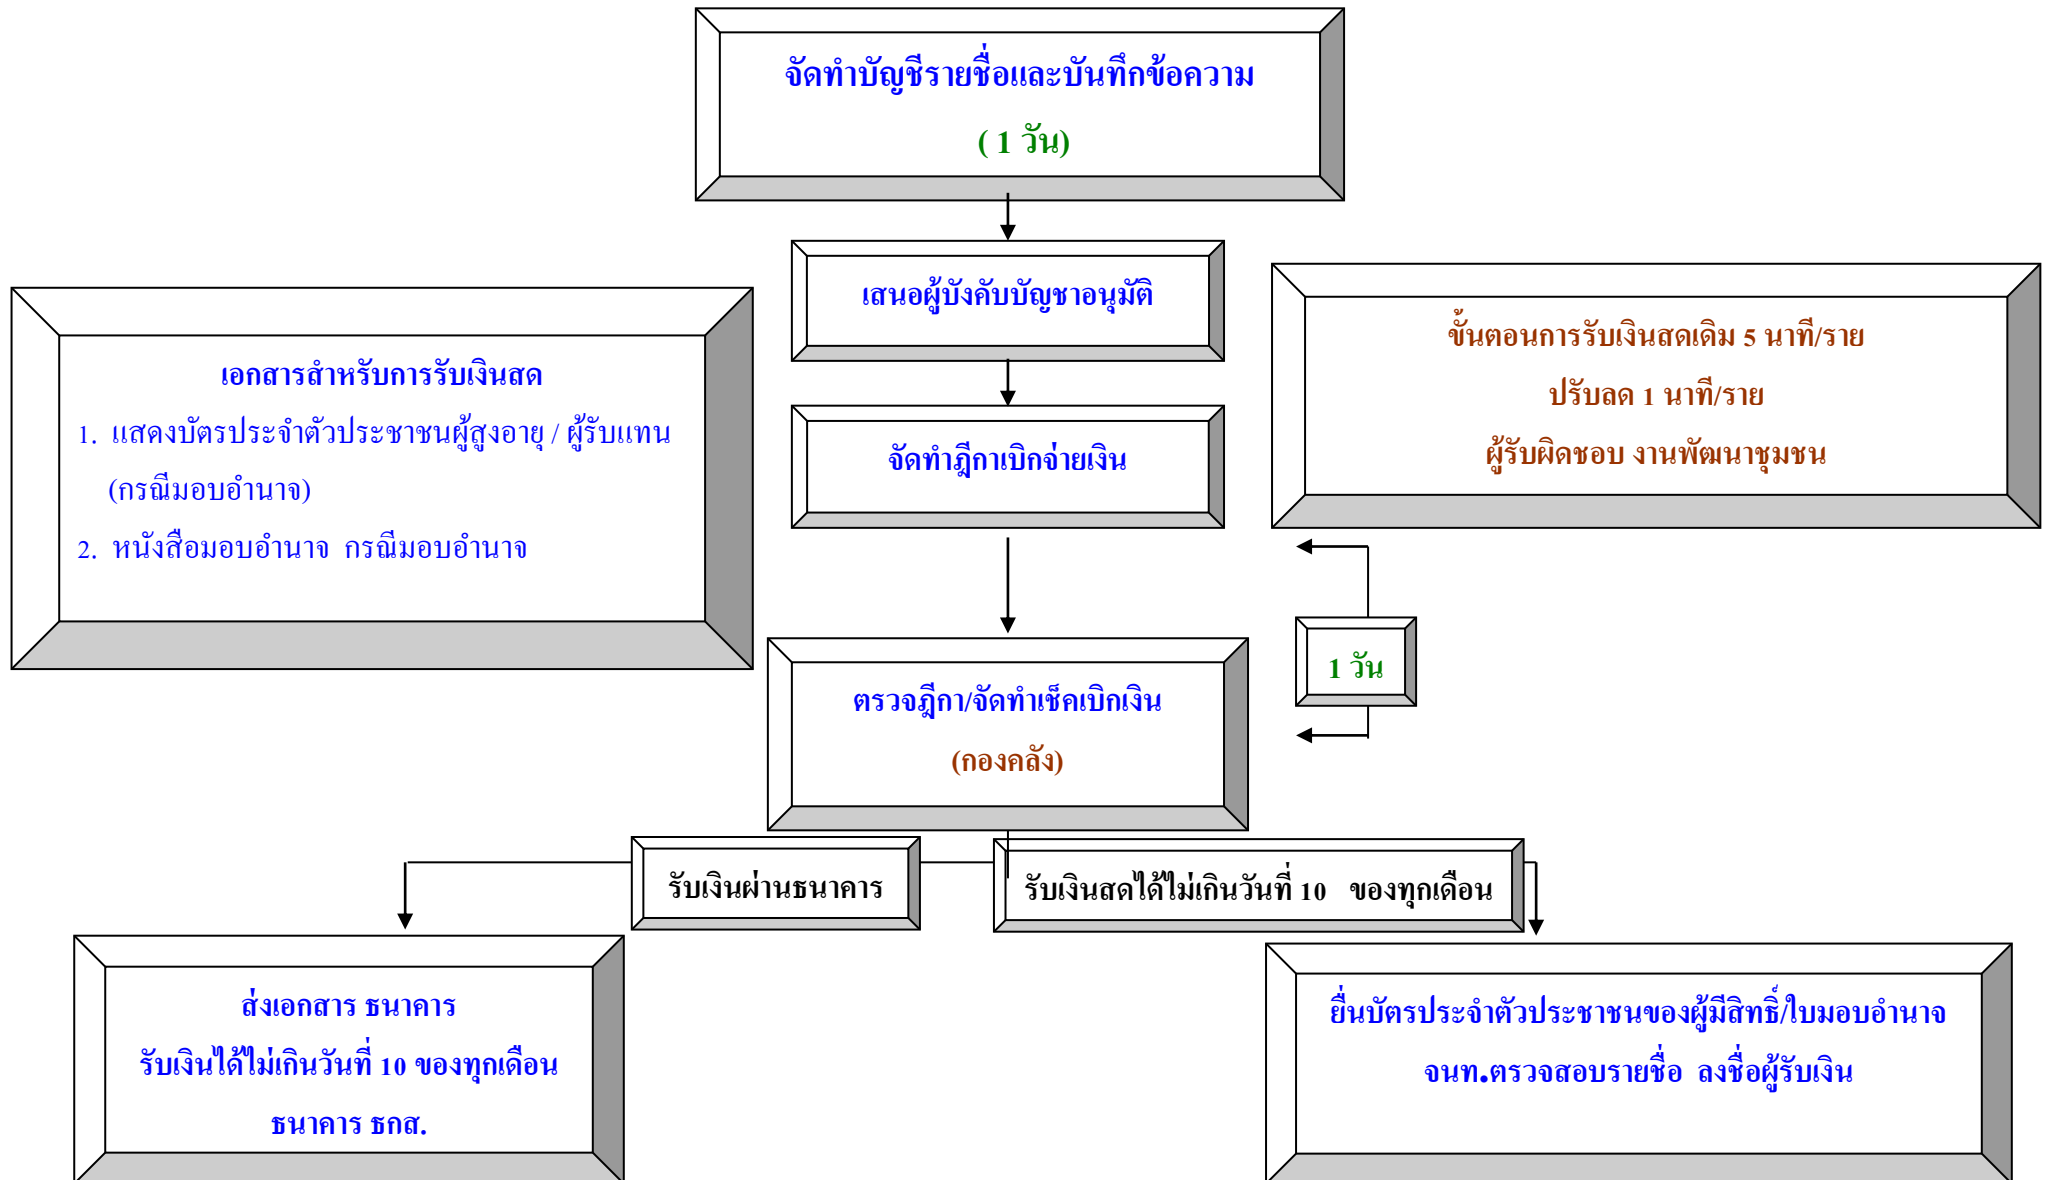 จัดทำบัญชีรายชื่อและบันทึกข้อความ
( 1 วัน)
เสนอผู้บังคับบัญชาอนุมัติ
เอกสารสำหรับการรับเงินสด
1. แสดงบัตรประจำตัวประชาชนผู้สูงอายุ / ผู้รับแทน
(กรณีมอบอำนาจ)
2. หนังสือมอบอำนาจ กรณีมอบอำนาจ
ขั้นตอนการรับเงินสดเดิม 5 นาที/ราย
ปรับลด 1 นาที/ราย
ผู้รับผิดชอบ งานพัฒนาชุมชน
จัดทำฎีกาเบิกจ่ายเงิน
1 วัน
ตรวจฎีกา/จัดทำเช็คเบิกเงิน
(กองคลัง)
รับเงินผ่านธนาคาร
รับเงินสดได้ไม่เกินวันที่ 10 ของทุกเดือน
ส่งเอกสาร ธนาคาร
รับเงินได้ไม่เกินวันที่ 10 ของทุกเดือน
ธนาคาร ธกส.
ยื่นบัตรประจำตัวประชาชนของผู้มีสิทธิ์/ใบมอบอำนาจ
จนท.ตรวจสอบรายชื่อ ลงชื่อผู้รับเงิน